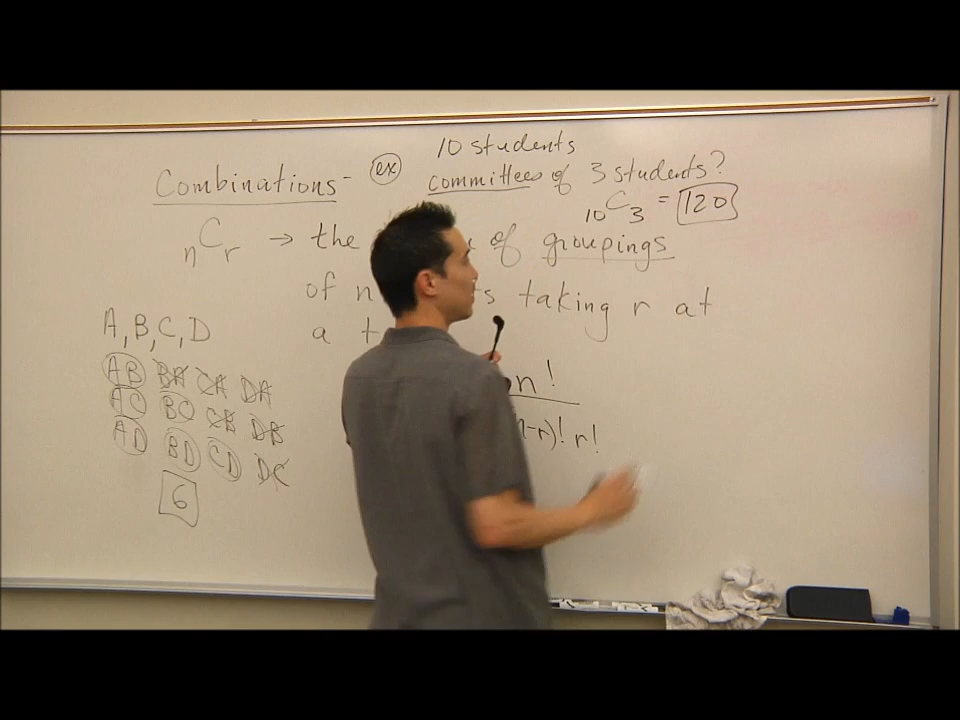 10 students
Combinations- ex committees of 3 students?
10C3 = 120
nCr → the of groupings
of n taking r at
a
A, B, C, D
n!
(n-r)! r!
AB BA CA DA
AC BC CB DB
AD BD CD DC
6